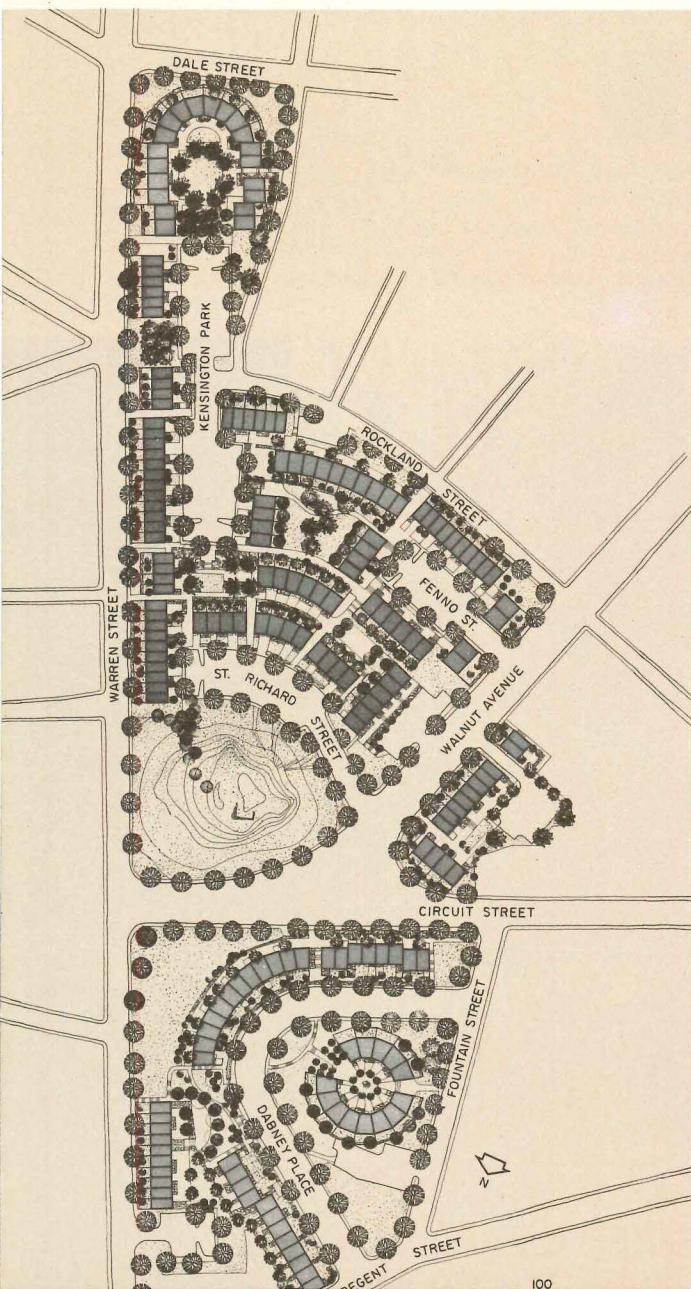 DALE STREET
KENSINGTON PARK
ROCKLAND STREET
FENNO ST.
WARREN STREET
ST. RICHARD STREET
WALNUT AVENUE
CIRCUIT STREET
FOUNTAIN STREET
DABNEY PLACE
N
REGENT STREET
100